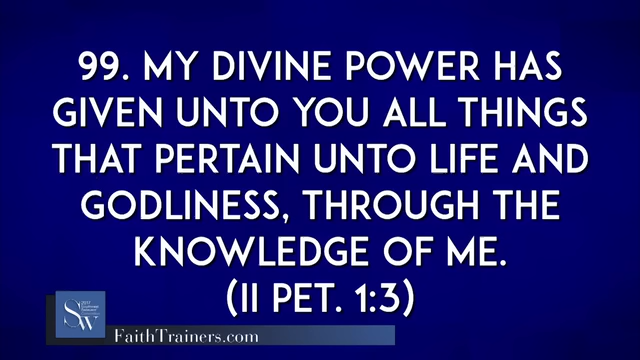 99. MY DIVINE POWER HAS
GIVEN UNTO YOU ALL THINGS
THAT PERTAIN UNTO LIFE AND
GODLINESS, THROUGH THE
KNOWLEDGE OF ME.
(II PET. 1:3)
SW
FaithTrainers.com